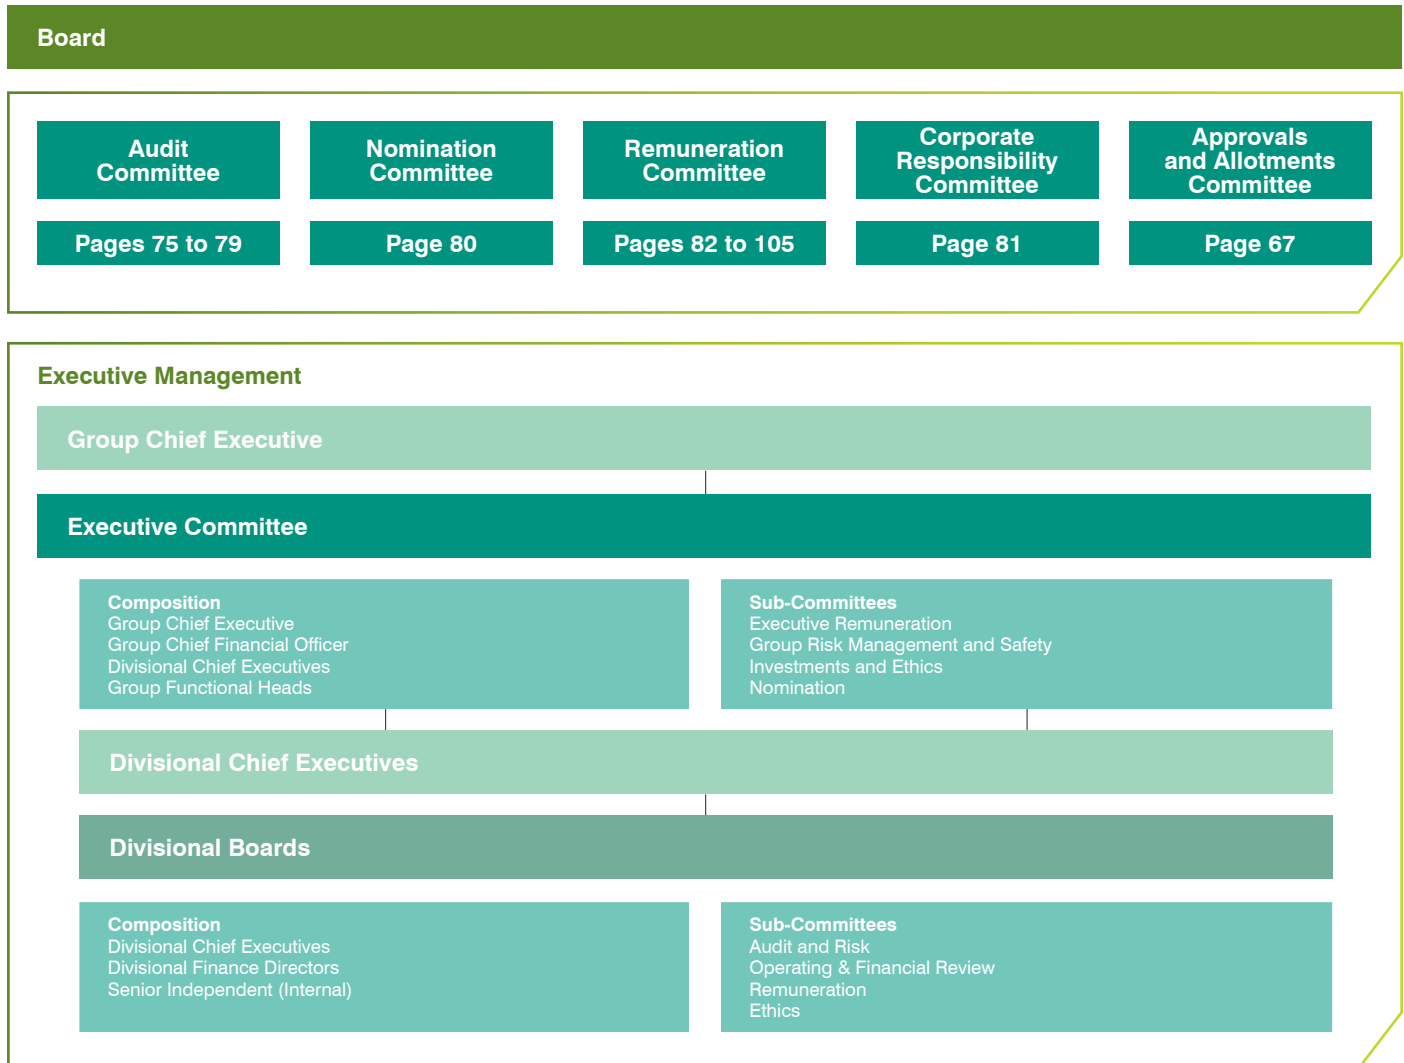 Board
Audit
Committee
Nomination
Committee
Remuneration
Committee
Corporate
Responsibility
Committee
Approvals
and Allotments
Committee
Pages 75 to 79
Page 80
Pages 82 to 105
Page 81
Page 67
Executive Management
Group Chief Executive
Executive Committee
Composition
Group Chief Executive
Group Chief Financial Officer
Divisional Chief Executives
Group Functional Heads
Sub-Committees
Executive Remuneration
Group Risk Management and Safety
Investments and Ethics
Nomination
Divisional Chief Executives
Divisional Boards
Composition
Divisional Chief Executives
Divisional Finance Directors
Senior Independent (Internal)
Sub-Committees
Audit and Risk
Operating & Financial Review
Remuneration
Ethics